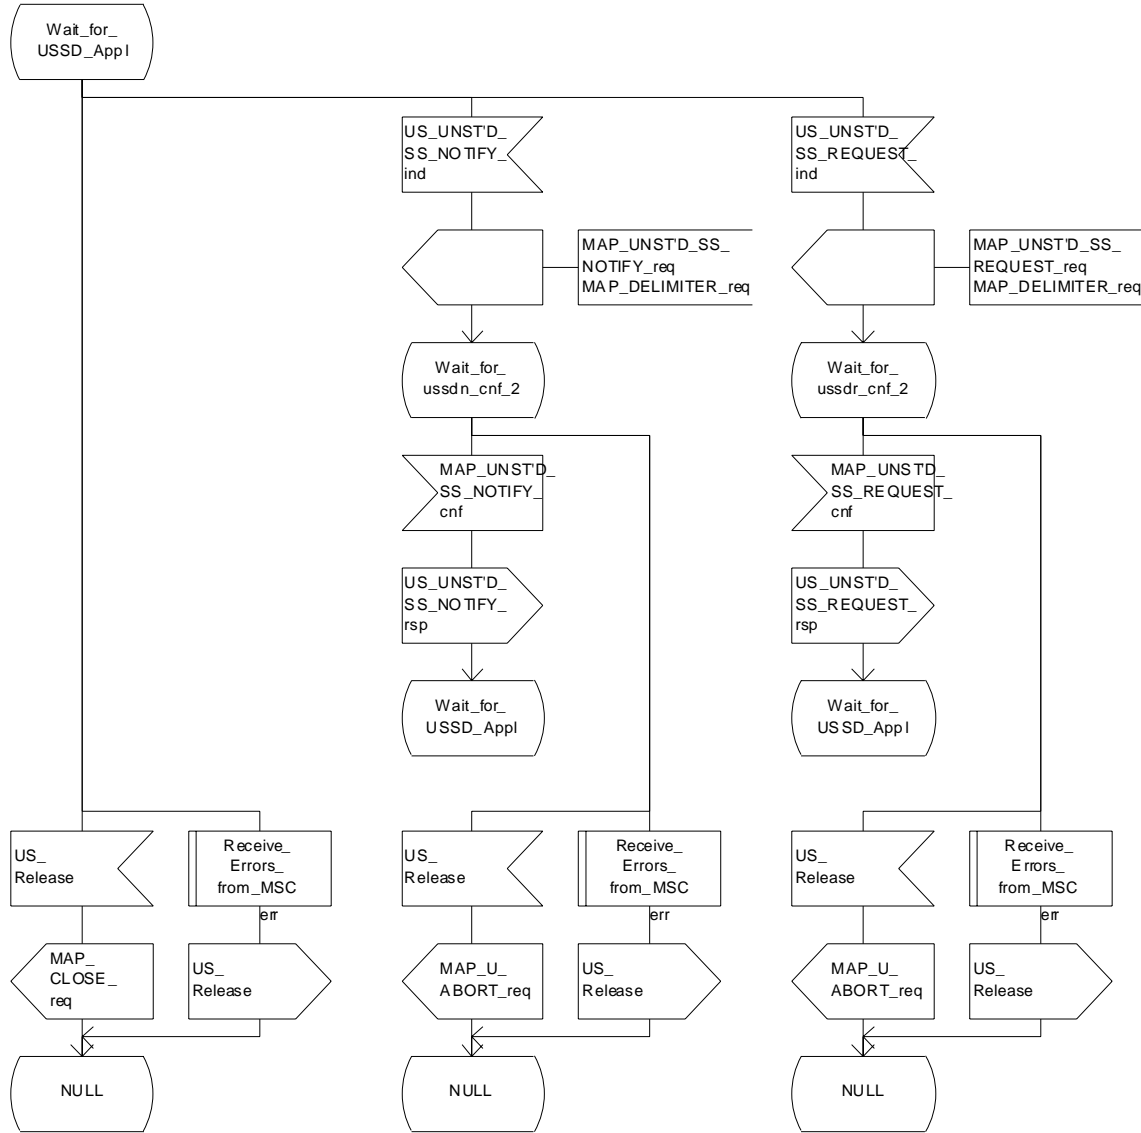 Wait_for_
USSD_Appl
US_UNST'D_
SS_NOTIFY_
ind
US_UNST'D_
SS_REQUEST_
ind
MAP_UNST'D_SS_
NOTIFY_req
MAP_DELIMITER_req
MAP_UNST'D_SS_
REQUEST_req
MAP_DELIMITER_req
Wait_for_
ussdn_cnf_2
Wait_for_
ussdr_cnf_2
MAP_UNST'D_
SS_NOTIFY_
cnf
MAP_UNST'D_
SS_REQUEST_
cnf
US_UNST'D_
SS_NOTIFY_
rsp
US_UNST'D_
SS_REQUEST_
rsp
Wait_for_
USSD_Appl
Wait_for_
USSD_Appl
US_
Release
Receive_
Errors_
from_MSC
err
US_
Release
Receive_
Errors_
from_MSC
err
US_
Release
Receive_
Errors_
from_MSC
err
MAP_
CLOSE_
req
US_
Release
MAP_U_
ABORT_req
US_
Release
MAP_U_
ABORT_req
US_
Release
NULL
NULL
NULL